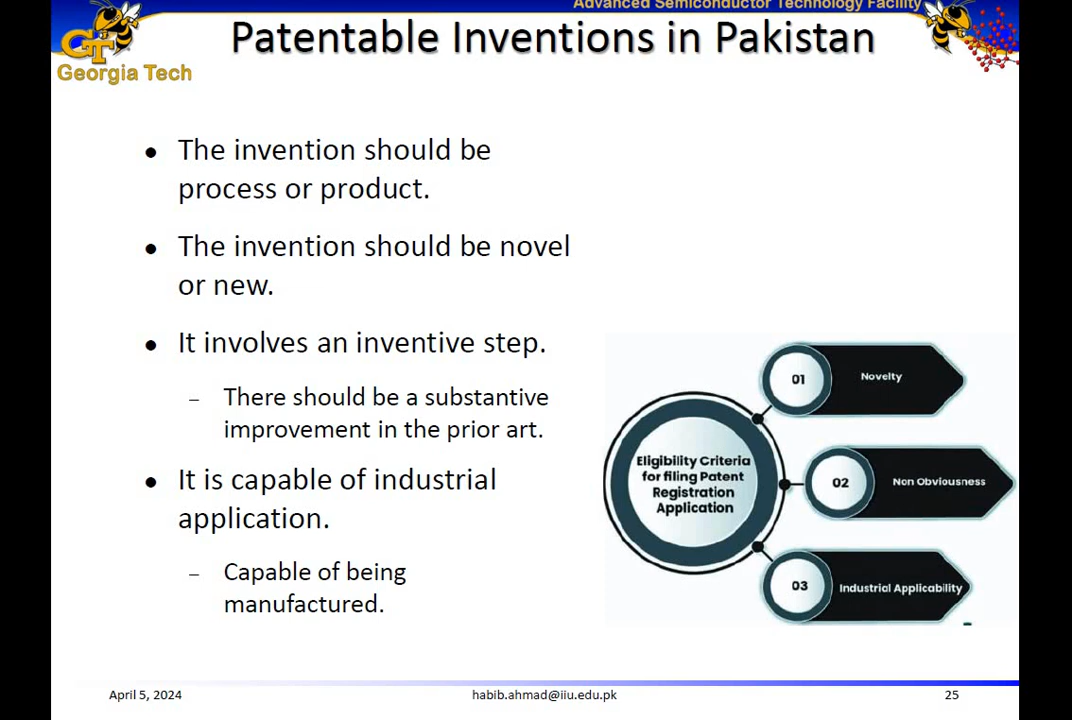 Advanced Semiconductor Technology Facility
Patentable Inventions in Pakistan
GT
Georgia Tech
• The invention should be
process or product.
• The invention should be novel
or new.
• It involves an inventive step.
– There should be a substantive
improvement in the prior art.
• It is capable of industrial
application.
– Capable of being
manufactured.
Eligibility Criteria
for filing Patent
Registration
Application
01
Novelty
02
Non Obviousness
03
Industrial Applicability
April 5, 2024
habib.ahmad@iiu.edu.pk
25